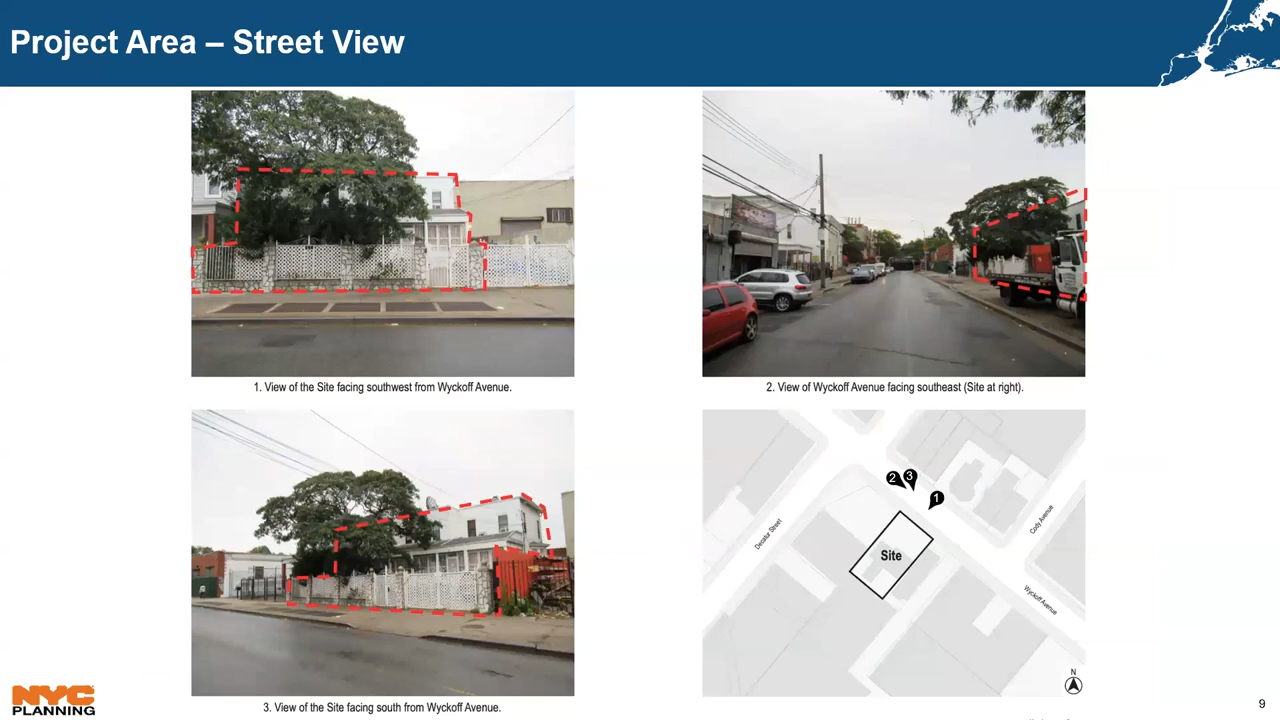 Project Area – Street View
1. View of the Site facing southwest from Wyckoff Avenue.
2. View of Wyckoff Avenue facing southeast (Site at right).
2
3
1
Site
Decatur Street
Cody Avenue
Wyckoff Avenue
N
3. View of the Site facing south from Wyckoff Avenue.
NYC
PLANNING
9